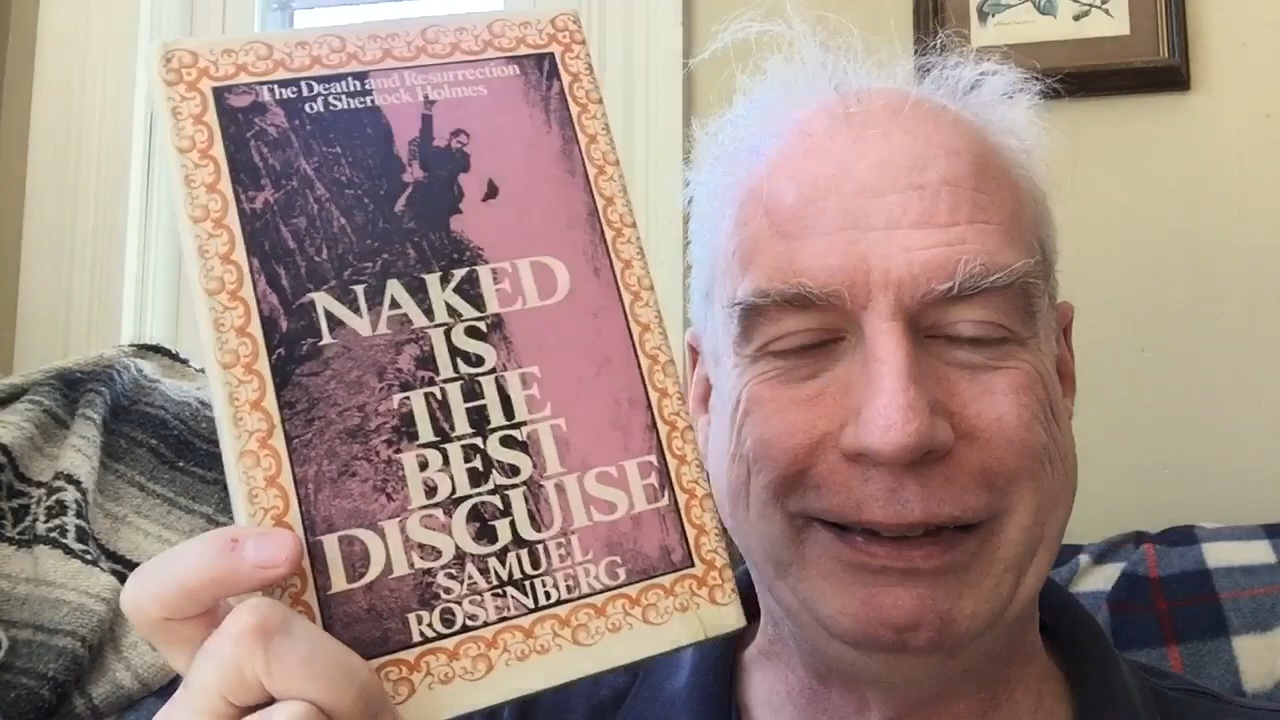 The Death and Resurrection
of Sherlock Holmes
NAKED
IS
THE
BEST
DISGUISE
SAMUEL
ROSENBERG